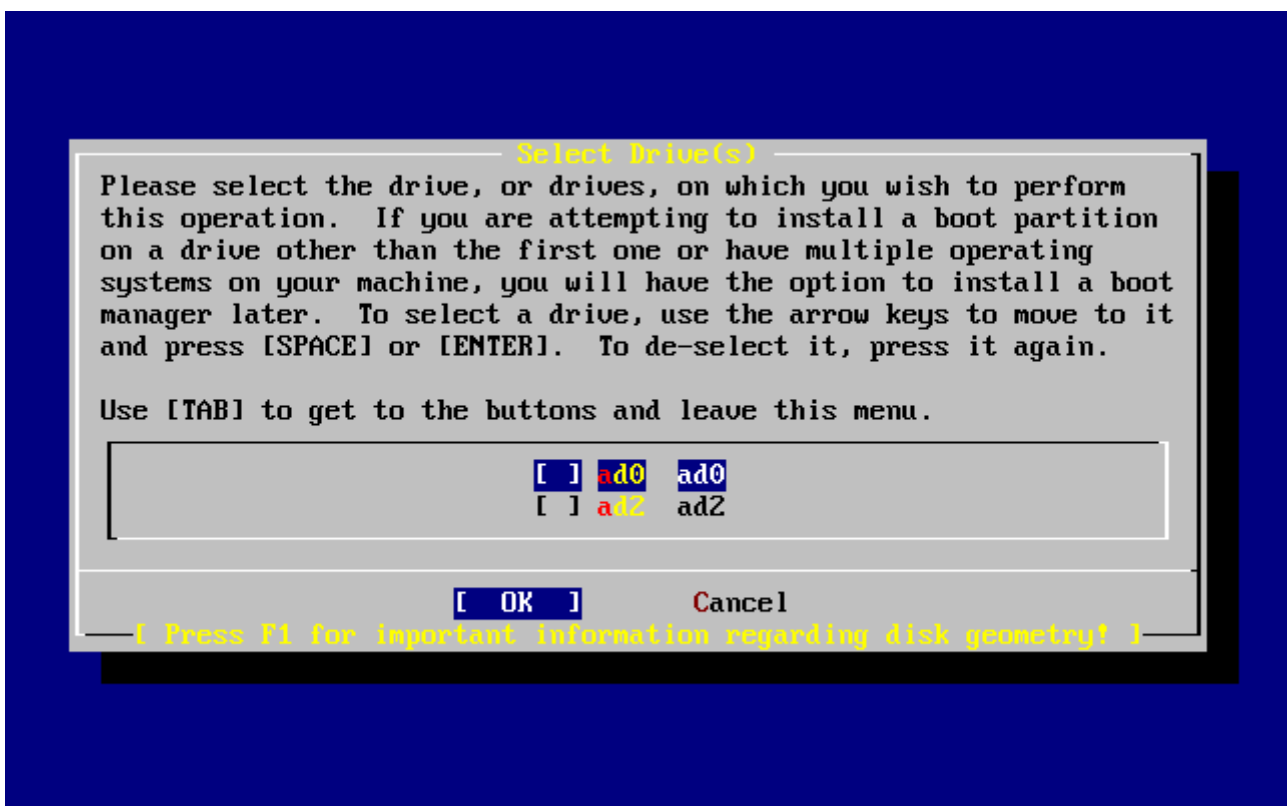 Select Drive(s)
Please select the drive, or drives, on which you wish to perform
this operation.  If you are attempting to install a boot partition
on a drive other than the first one or have multiple operating
systems on your machine, you will have the option to install a boot
manager later.  To select a drive, use the arrow keys to move to it
and press [SPACE] or [ENTER].  To de-select it, press it again.
Use [TAB] to get to the buttons and leave this menu.
[ ] ad0  ad0
[ ] ad2  ad2
[  OK  ]       Cancel
[ Press F1 for important information regarding disk geometry! ]